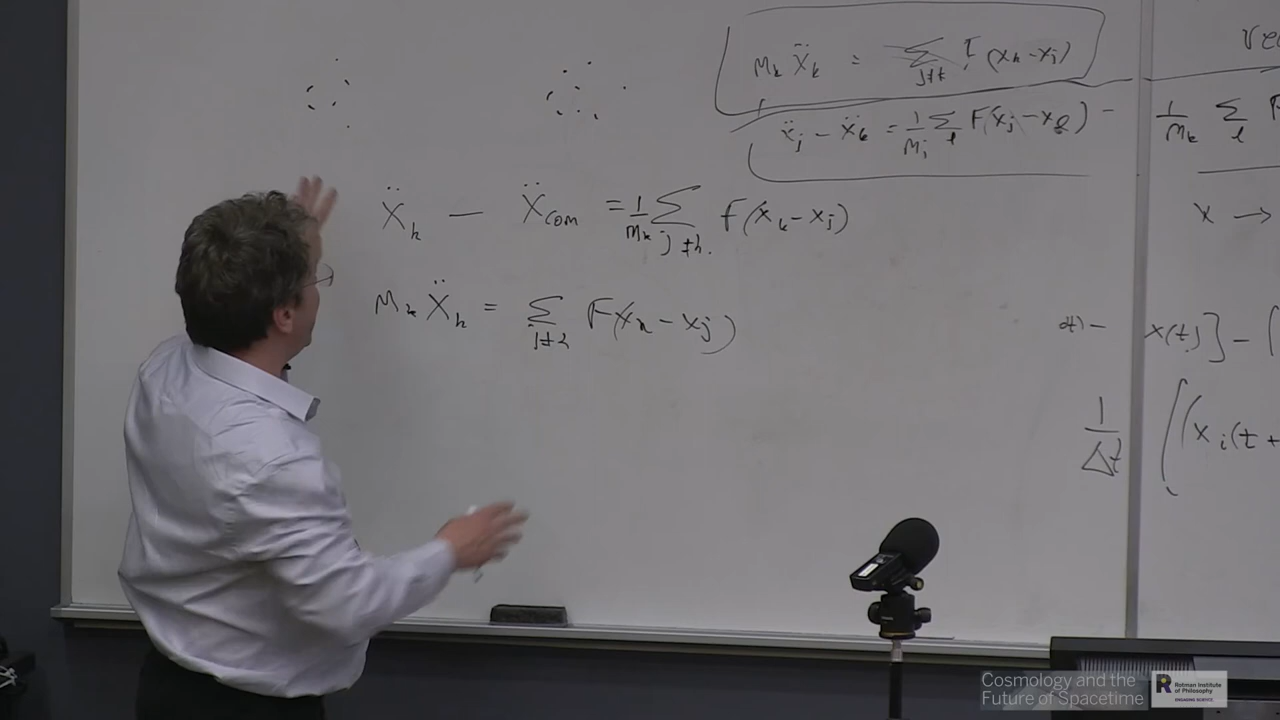 m_k ẍ_k = Σ_{j≠k} F(x_k - x_j)
ẍ_j - ẍ_k = 1/m_j Σ_l F(x_j - x_l) -
1/m_k Σ_l
ẍ_k - ẍ_com = 1/m_k Σ_{j≠k} f(x_k - x_j)
x →
m_k ẍ_k = Σ_{j≠k} F(x_k - x_j)
x(t)] - [
1/Δt ((x_i(t +
Cosmology and the
Future of Spacetime
R
Rotman Institute
of Philosophy